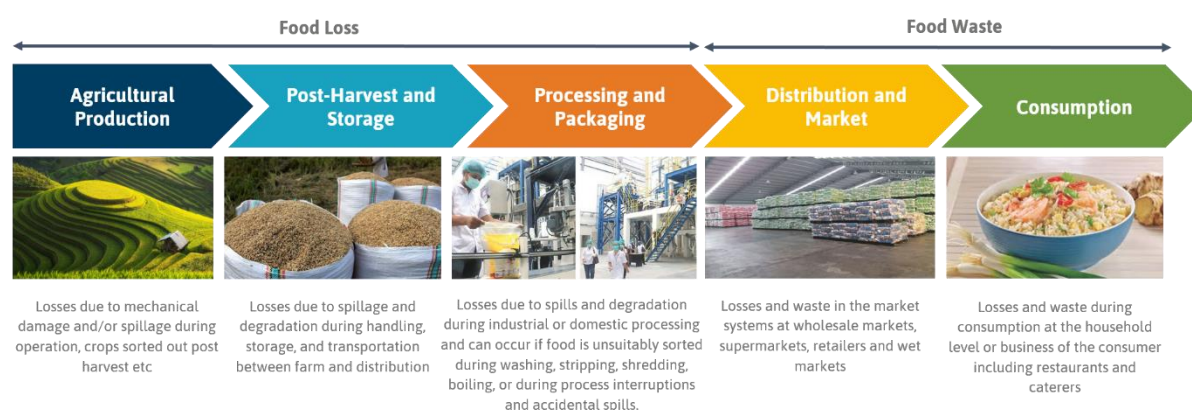 Food Loss
Food Waste
Agricultural
Production
Post-Harvest and
Storage
Processing and
Packaging
Distribution and
Market
Consumption
Losses due to mechanical
damage and/or spillage during
operation, crops sorted out post
harvest etc
Losses due to spillage and
degradation during handling,
storage, and transportation
between farm and distribution
Losses due to spills and degradation
during industrial or domestic processing
and can occur if food is unsuitably sorted
during washing, stripping, shredding,
boiling, or during process interruptions
and accidental spills.
Losses and waste in the market
systems at wholesale markets,
supermarkets, retailers and wet
markets
Losses and waste during
consumption at the household
level or business of the consumer
including restaurants and
caterers